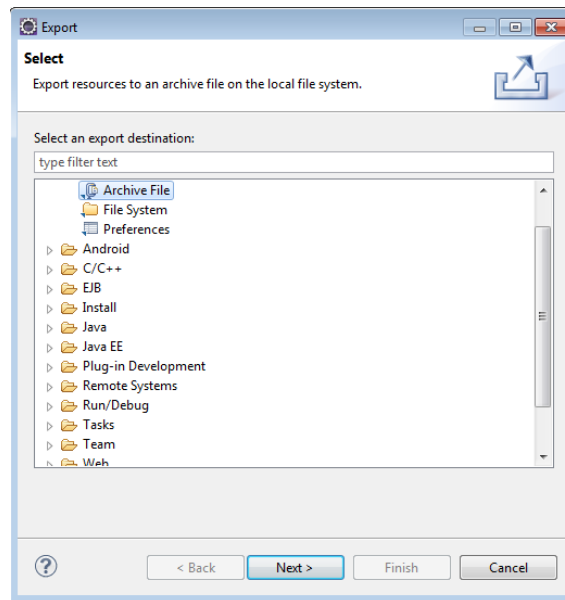 Export
Select
Export resources to an archive file on the local file system.
Select an export destination:
type filter text
Archive File
File System
Preferences
Android
C/C++
EJB
Install
Java
Java EE
Plug-in Development
Remote Systems
Run/Debug
Tasks
Team
Web
?
< Back
Next >
Finish
Cancel